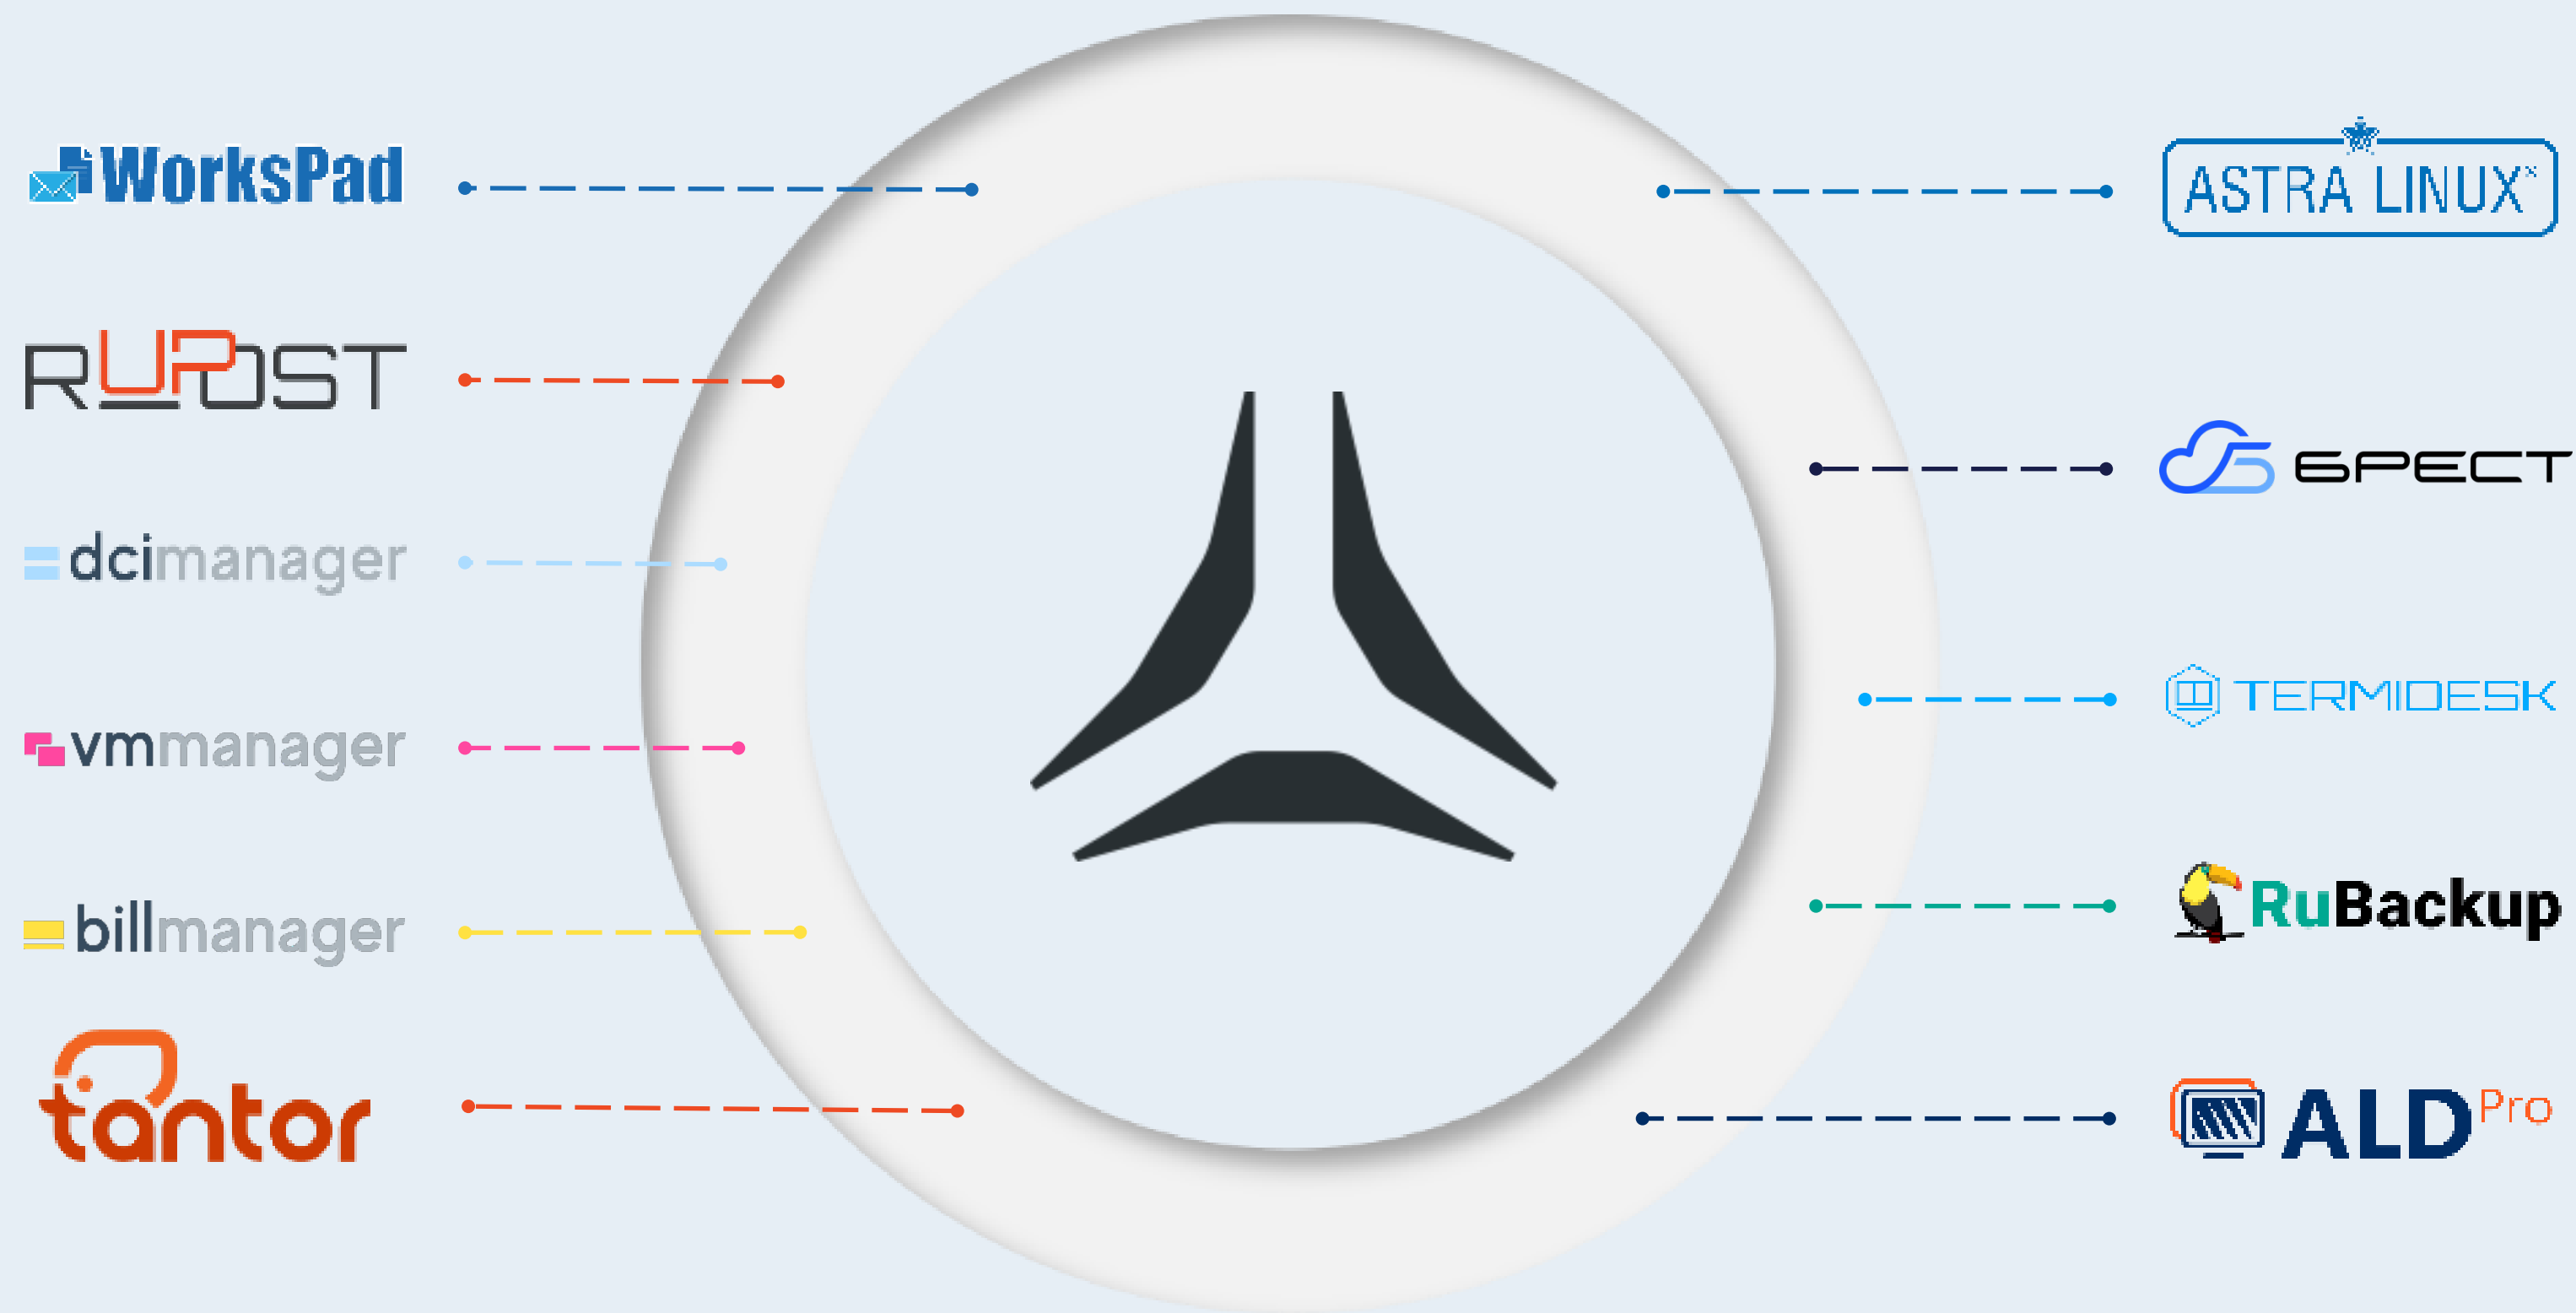 WorksPad
RUPOST
dcimanager
vmmanager
billmanager
tantor
ASTRA LINUX
БРЕСТ
TERMIDESK
RuBackup
ALD Pro